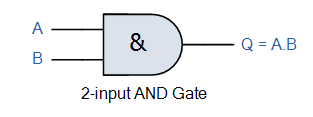 A
& Q = A.B
B
2-input AND Gate